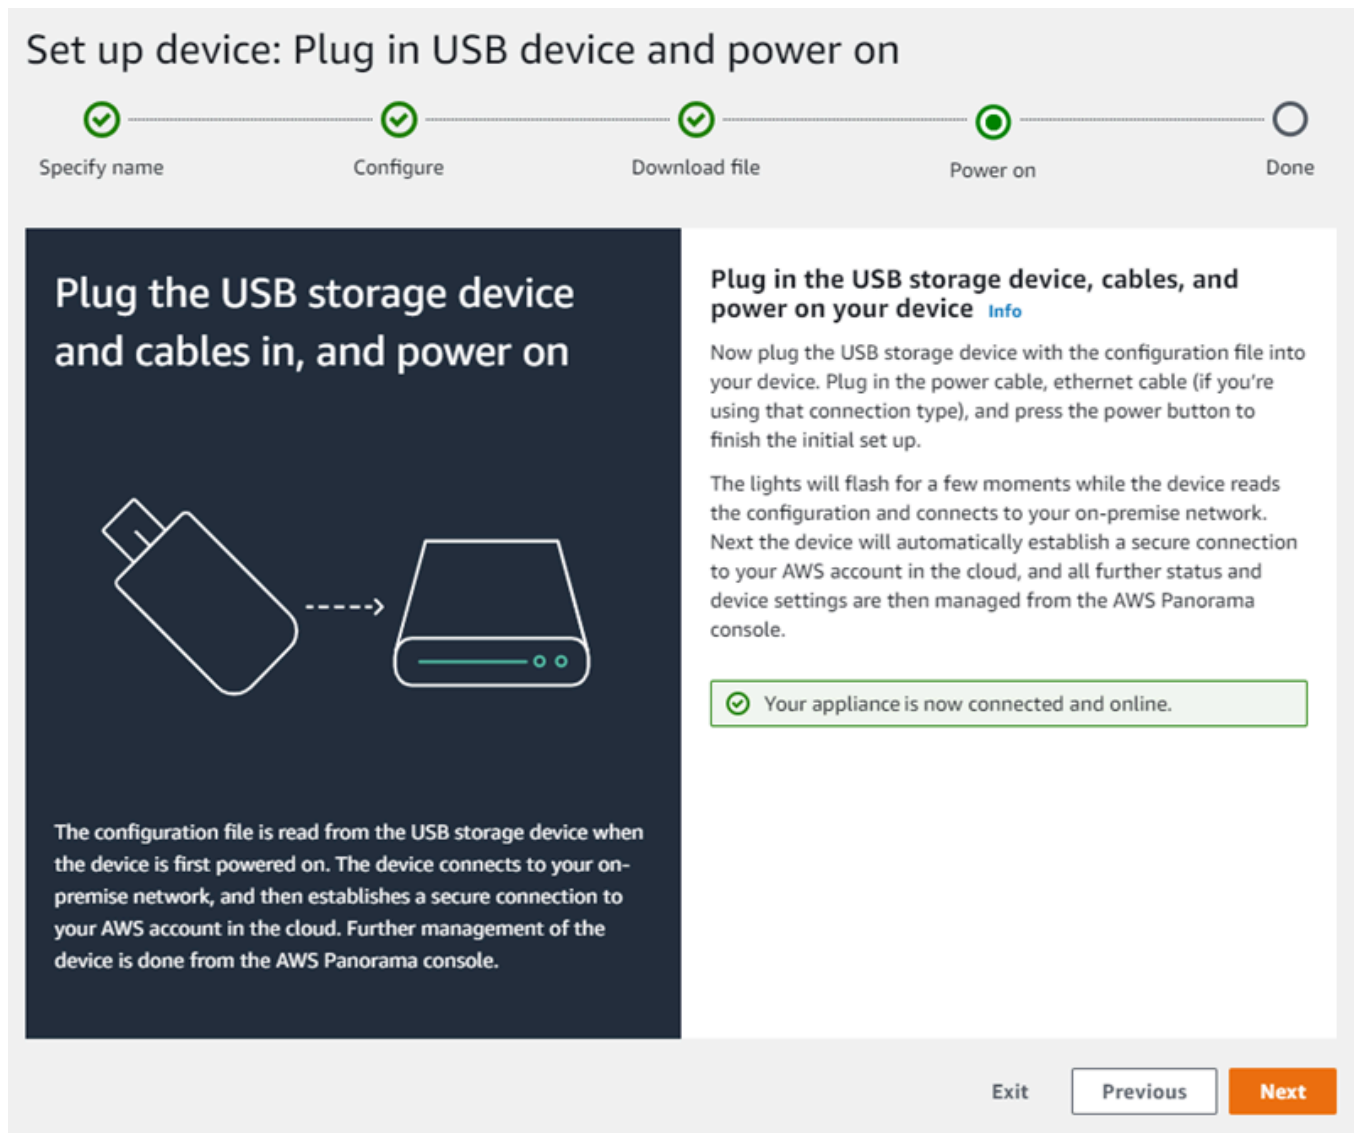 Set up device: Plug in USB device and power on
Specify name
Configure
Download file
Power on
Done
Plug the USB storage device
and cables in, and power on
The configuration file is read from the USB storage device when
the device is first powered on. The device connects to your on-
premise network, and then establishes a secure connection to
your AWS account in the cloud. Further management of the
device is done from the AWS Panorama console.
Plug in the USB storage device, cables, and
power on your device Info
Now plug the USB storage device with the configuration file into
your device. Plug in the power cable, ethernet cable (if you're
using that connection type), and press the power button to
finish the initial set up.
The lights will flash for a few moments while the device reads
the configuration and connects to your on-premise network.
Next the device will automatically establish a secure connection
to your AWS account in the cloud, and all further status and
device settings are then managed from the AWS Panorama
console.
Your appliance is now connected and online.
Exit
Previous
Next